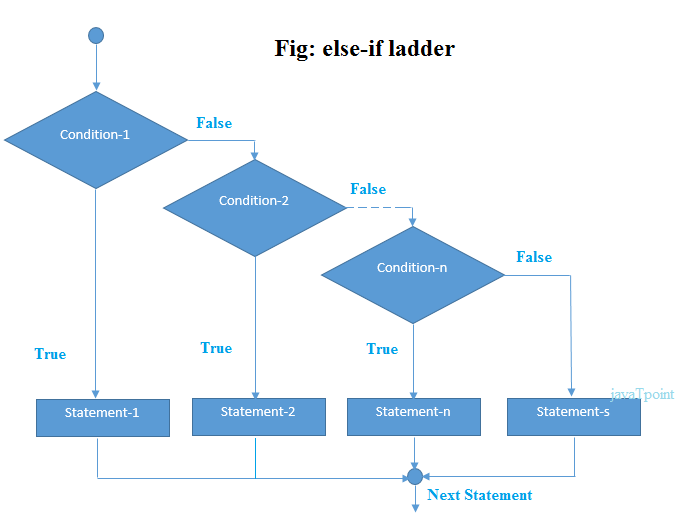 Fig: else-if ladder
Condition-1
False
Condition-2
False
Condition-n
False
True
True
True
javaTpoint
Statement-1
Statement-2
Statement-n
Statement-s
Next Statement